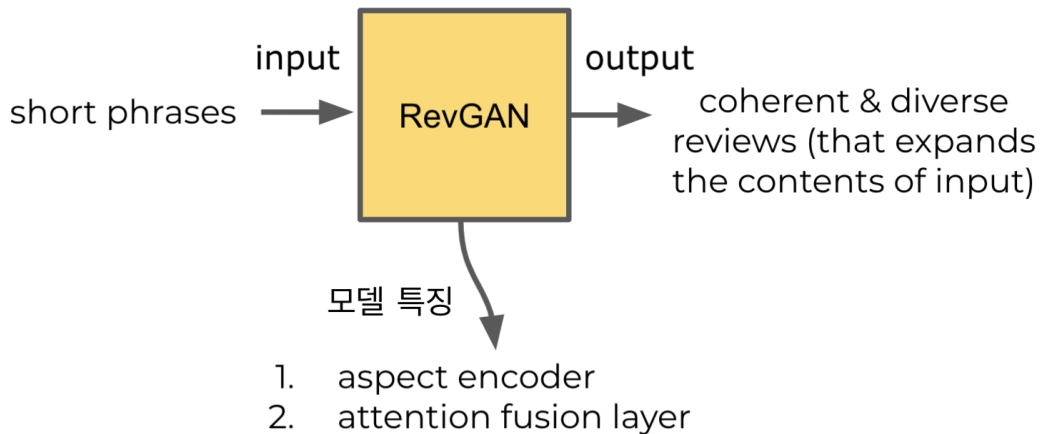 input
output
short phrases
RevGAN
coherent & diverse
reviews (that expands
the contents of input)
모델 특징
1. aspect encoder
2. attention fusion layer